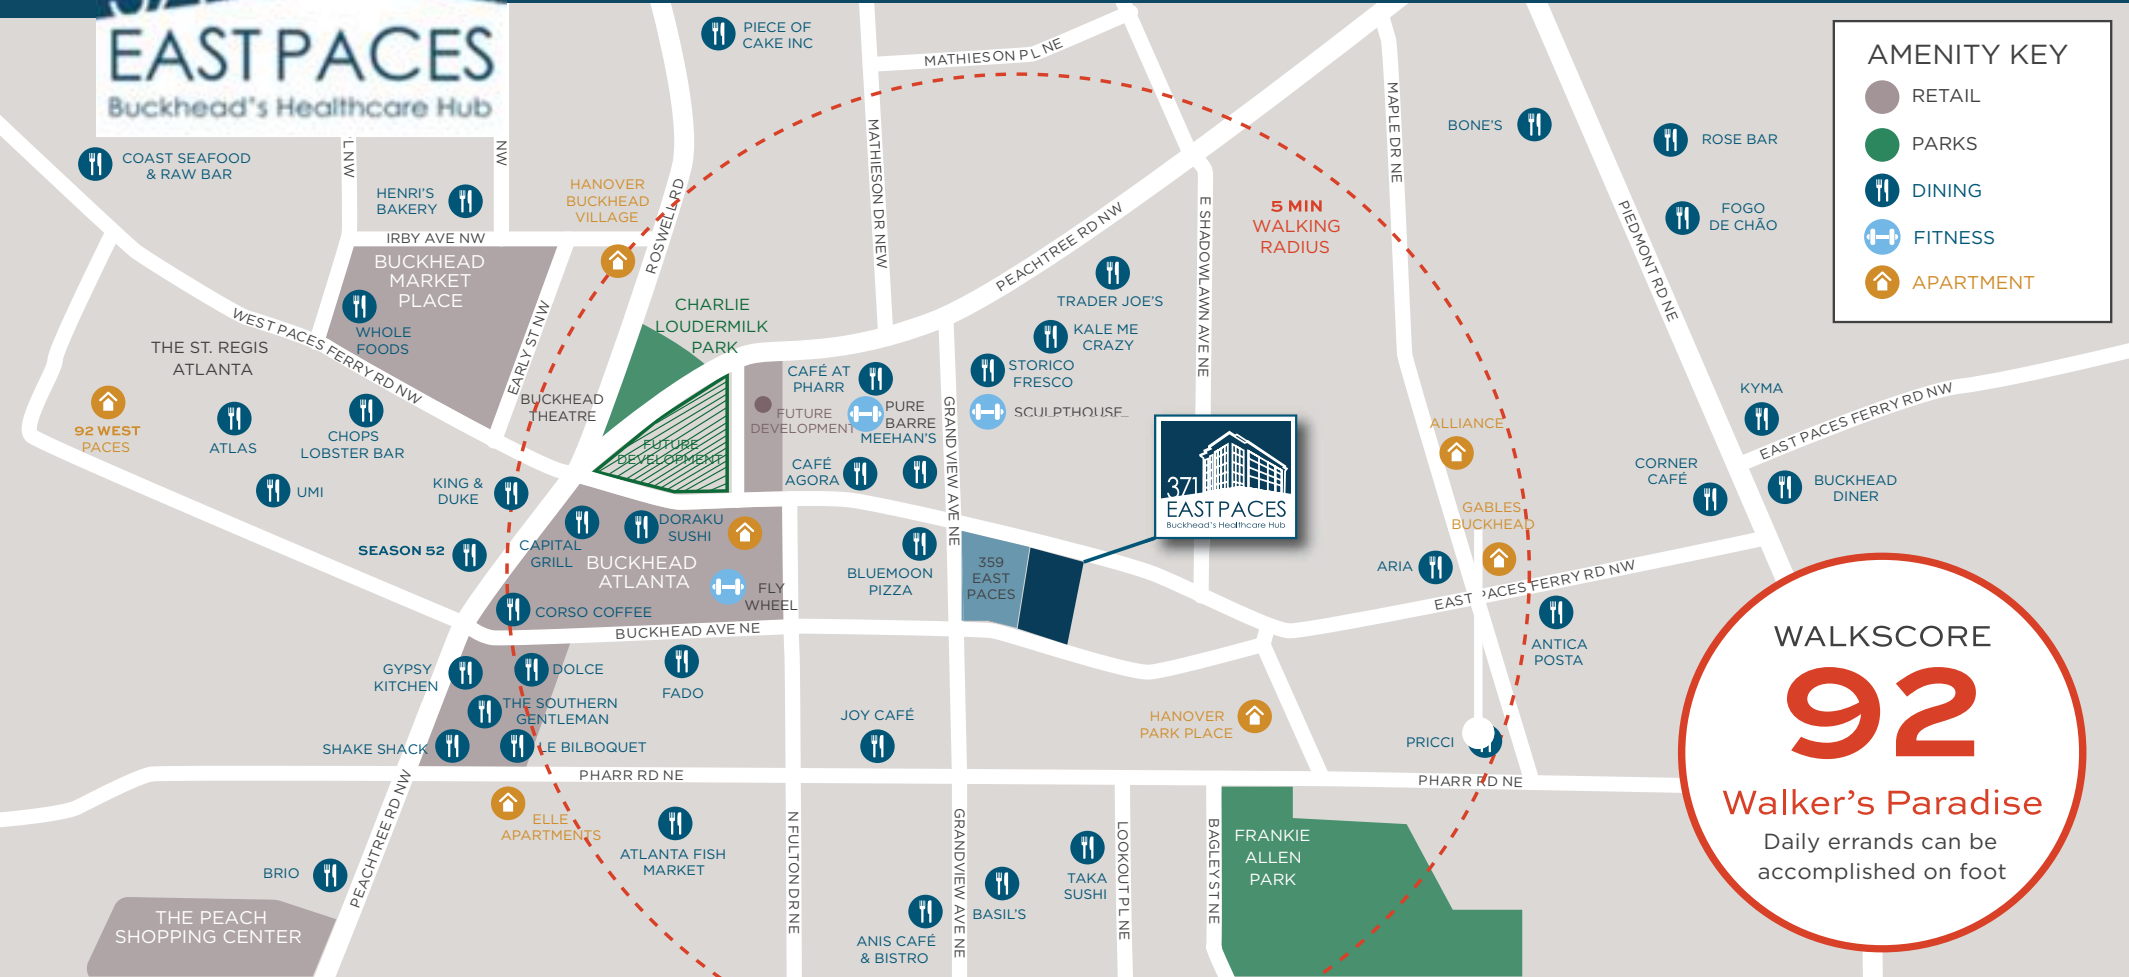 EAST PACES
Buckhead's Healthcare Hub
PIECE OF
CAKE INC
MATHIESON PL NE
AMENITY KEY
RETAIL
PARKS
DINING
FITNESS
APARTMENT
COAST SEAFOOD
& RAW BAR
L NW
NW
HENRI'S
BAKERY
IRBY AVE NW
HANOVER
BUCKHEAD
VILLAGE
ROSWELL RD
MATHIESON DR NEW
PEACHTREE RD NW
E SHADOWLAWN AVE NE
5 MIN
WALKING
RADIUS
MAPLE DR NE
BONE'S
ROSE BAR
FOGO
DE CHÃO
PIEDMONT RD NE
BUCKHEAD
MARKET
PLACE
WHOLE
FOODS
WEST PACES FERRY RD NW
EARLY ST NW
THE ST. REGIS
ATLANTA
CHARLIE
LOUDERMILK
PARK
TRADER JOE'S
KALE ME
CRAZY
STORICO
FRESCO
SCULPTHOUSE...
CAFÉ AT
PHARR
PURE
BARRE
MEEHAN'S
FUTURE
DEVELOPMENT
FUTURE
DEVELOPMENT
BUCKHEAD
THEATRE
92 WEST
PACES
ATLAS
CHOPS
LOBSTER BAR
UMI
KING &
DUKE
SEASON 52
CAFÉ
AGORA
GRANDVIEW AVE NE
371
EAST PACES
Buckhead's Healthcare Hub
ALLIANCE
GABLES
BUCKHEAD
KYMA
EAST PACES FERRY RD NW
CORNER
CAFÉ
BUCKHEAD
DINER
CAPITAL
GRILL
DORAKU
SUSHI
BUCKHEAD
ATLANTA
FLY
WHEEL
CORSO COFFEE
BLUEMOON
PIZZA
359
EAST
PACES
ARIA
EAST PACES FERRY RD NW
ANTICA
POSTA
BUCKHEAD AVE NE
GYPSY
KITCHEN
DOLCE
THE SOUTHERN
GENTLEMAN
SHAKE SHACK
LE BILBOQUET
FADO
JOY CAFÉ
HANOVER
PARK PLACE
PRICCI
PHARR RD NE
PHARR RD NE
WALKSCORE
92
Walker's Paradise
Daily errands can be
accomplished on foot
ELLE
APARTMENTS
PEACHTREE RD NW
BRIO
THE PEACH
SHOPPING CENTER
ATLANTA FISH
MARKET
N FULTON DR NE
GRANDVIEW AVE NE
ANIS CAFÉ
& BISTRO
BASIL'S
TAKA
SUSHI
LOOKOUT PL NE
BAGLEY ST NE
FRANKIE
ALLEN
PARK